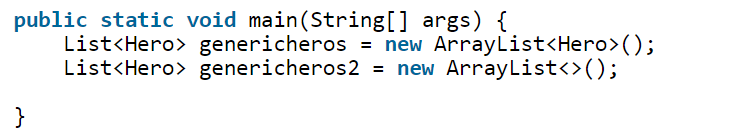 public static void main(String[] args) {
    List<Hero> genericheros = new ArrayList<Hero>();
    List<Hero> genericheros2 = new ArrayList<>();
}